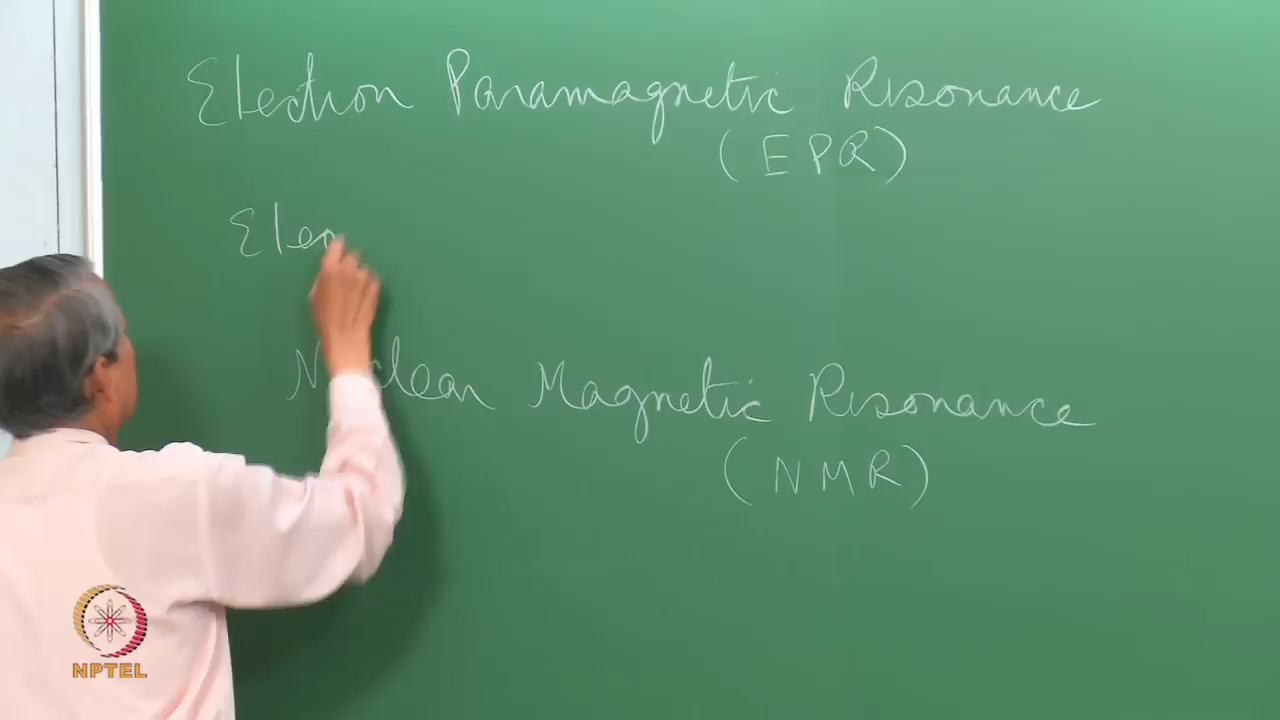 Electron Paramagnetic Resonance
(EPR)
Elec
Nuclear Magnetic Resonance
(NMR)
NPTEL